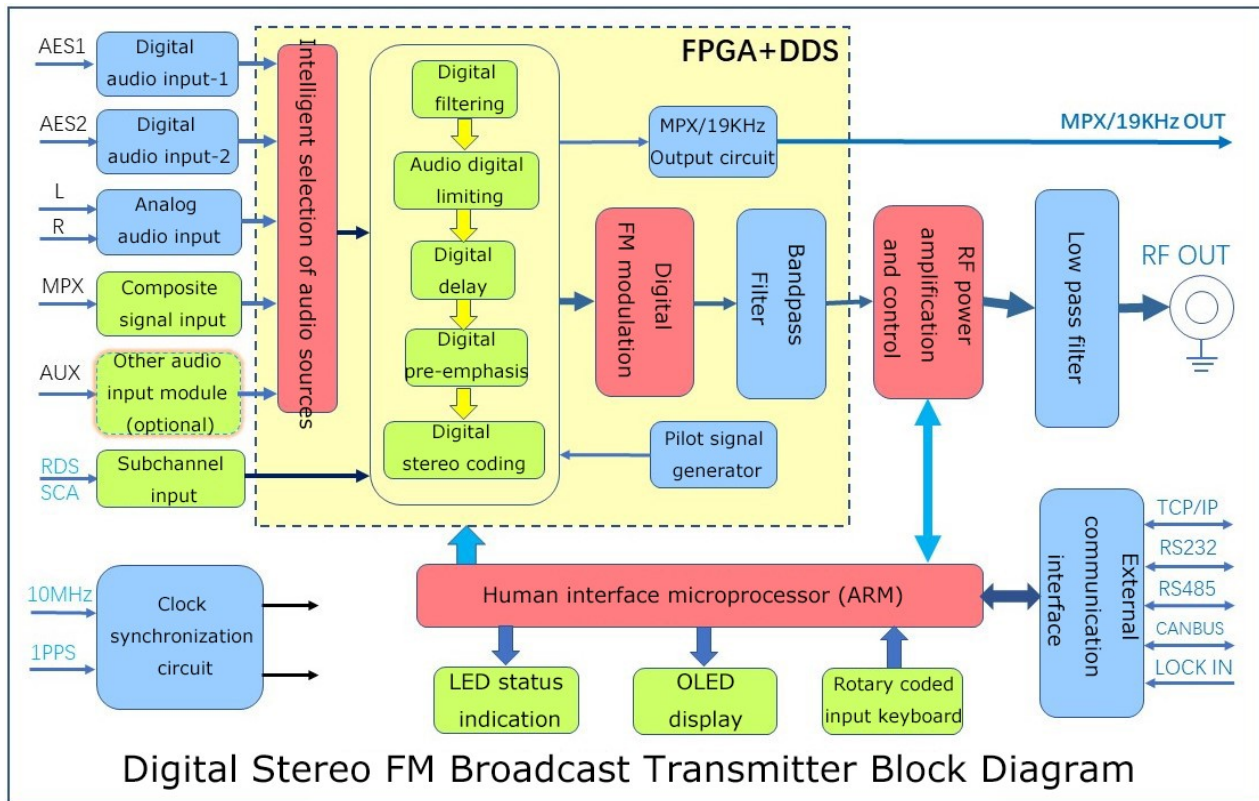 AES1
Digital
audio input-1
AES2
Digital
audio input-2
L
R
Analog
audio input
MPX
Composite
signal input
AUX
Other audio
input module
(optional)
RDS
SCA
Subchannel
input
Intelligent selection of audio sources
FPGA+DDS
Digital
filtering
Audio digital
limiting
Digital
delay
Digital
pre-emphasis
Digital
stereo coding
MPX/19KHz
Output circuit
MPX/19KHz OUT
Digital
FM modulation
Bandpass
Filter
Pilot signal
generator
RF power
amplification
and control
Low pass filter
RF OUT
10MHz
1PPS
Clock
synchronization
circuit
Human interface microprocessor (ARM)
LED status
indication
OLED
display
Rotary coded
input keyboard
External
communication
interface
TCP/IP
RS232
RS485
CANBUS
LOCK IN
Digital Stereo FM Broadcast Transmitter Block Diagram